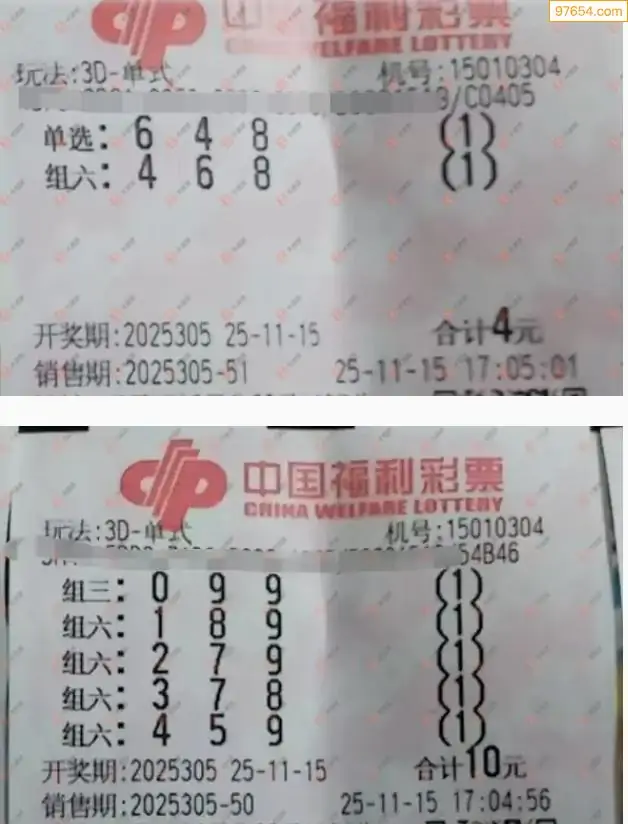 97654.com
中国福利彩票
CHINA WELFARE LOTTERY
玩法:3D-单式 机号:15010304
/C0405
单选: 6 4 8 (1)
组六: 4 6 8 (1)
开奖期:2025305 25-11-15 合计4元
销售期:2025305-51 25-11-15 17:05:01
中国福利彩票
CHINA WELFARE LOTTERY
玩法:3D-单式 机号:15010304
54B46
组三: 0 9 9 (1)
组六: 1 8 9 (1)
组六: 2 7 9 (1)
组六: 3 7 8 (1)
组六: 4 5 9 (1)
开奖期:2025305 25-11-15 合计10元
销售期:2025305-50 25-11-15 17:04:56